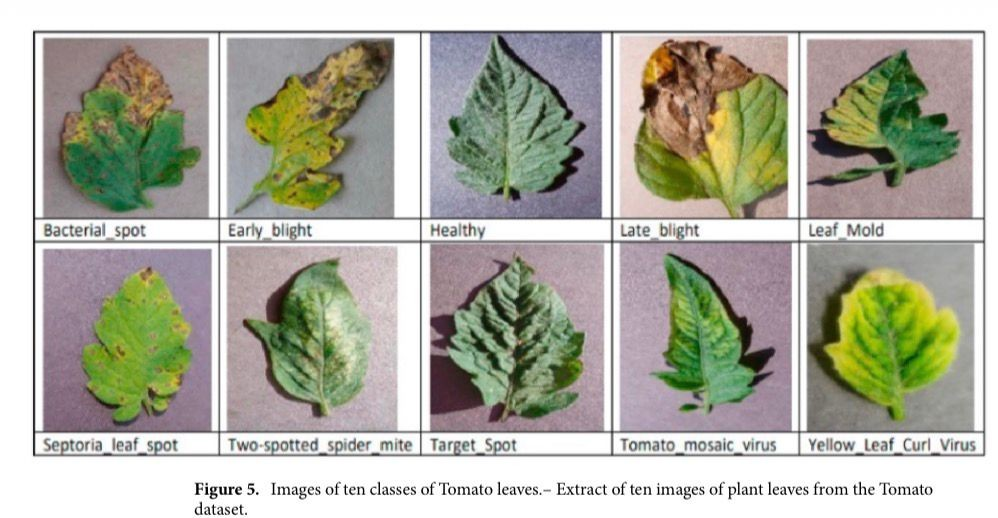 Bacterial_spot Early_blight Healthy Late_blight Leaf_Mold
Septoria_leaf_spot Two-spotted_spider_mite Target_Spot Tomato_mosaic_virus Yellow_Leaf_Curl_Virus
Figure 5. Images of ten classes of Tomato leaves.– Extract of ten images of plant leaves from the Tomato
dataset.